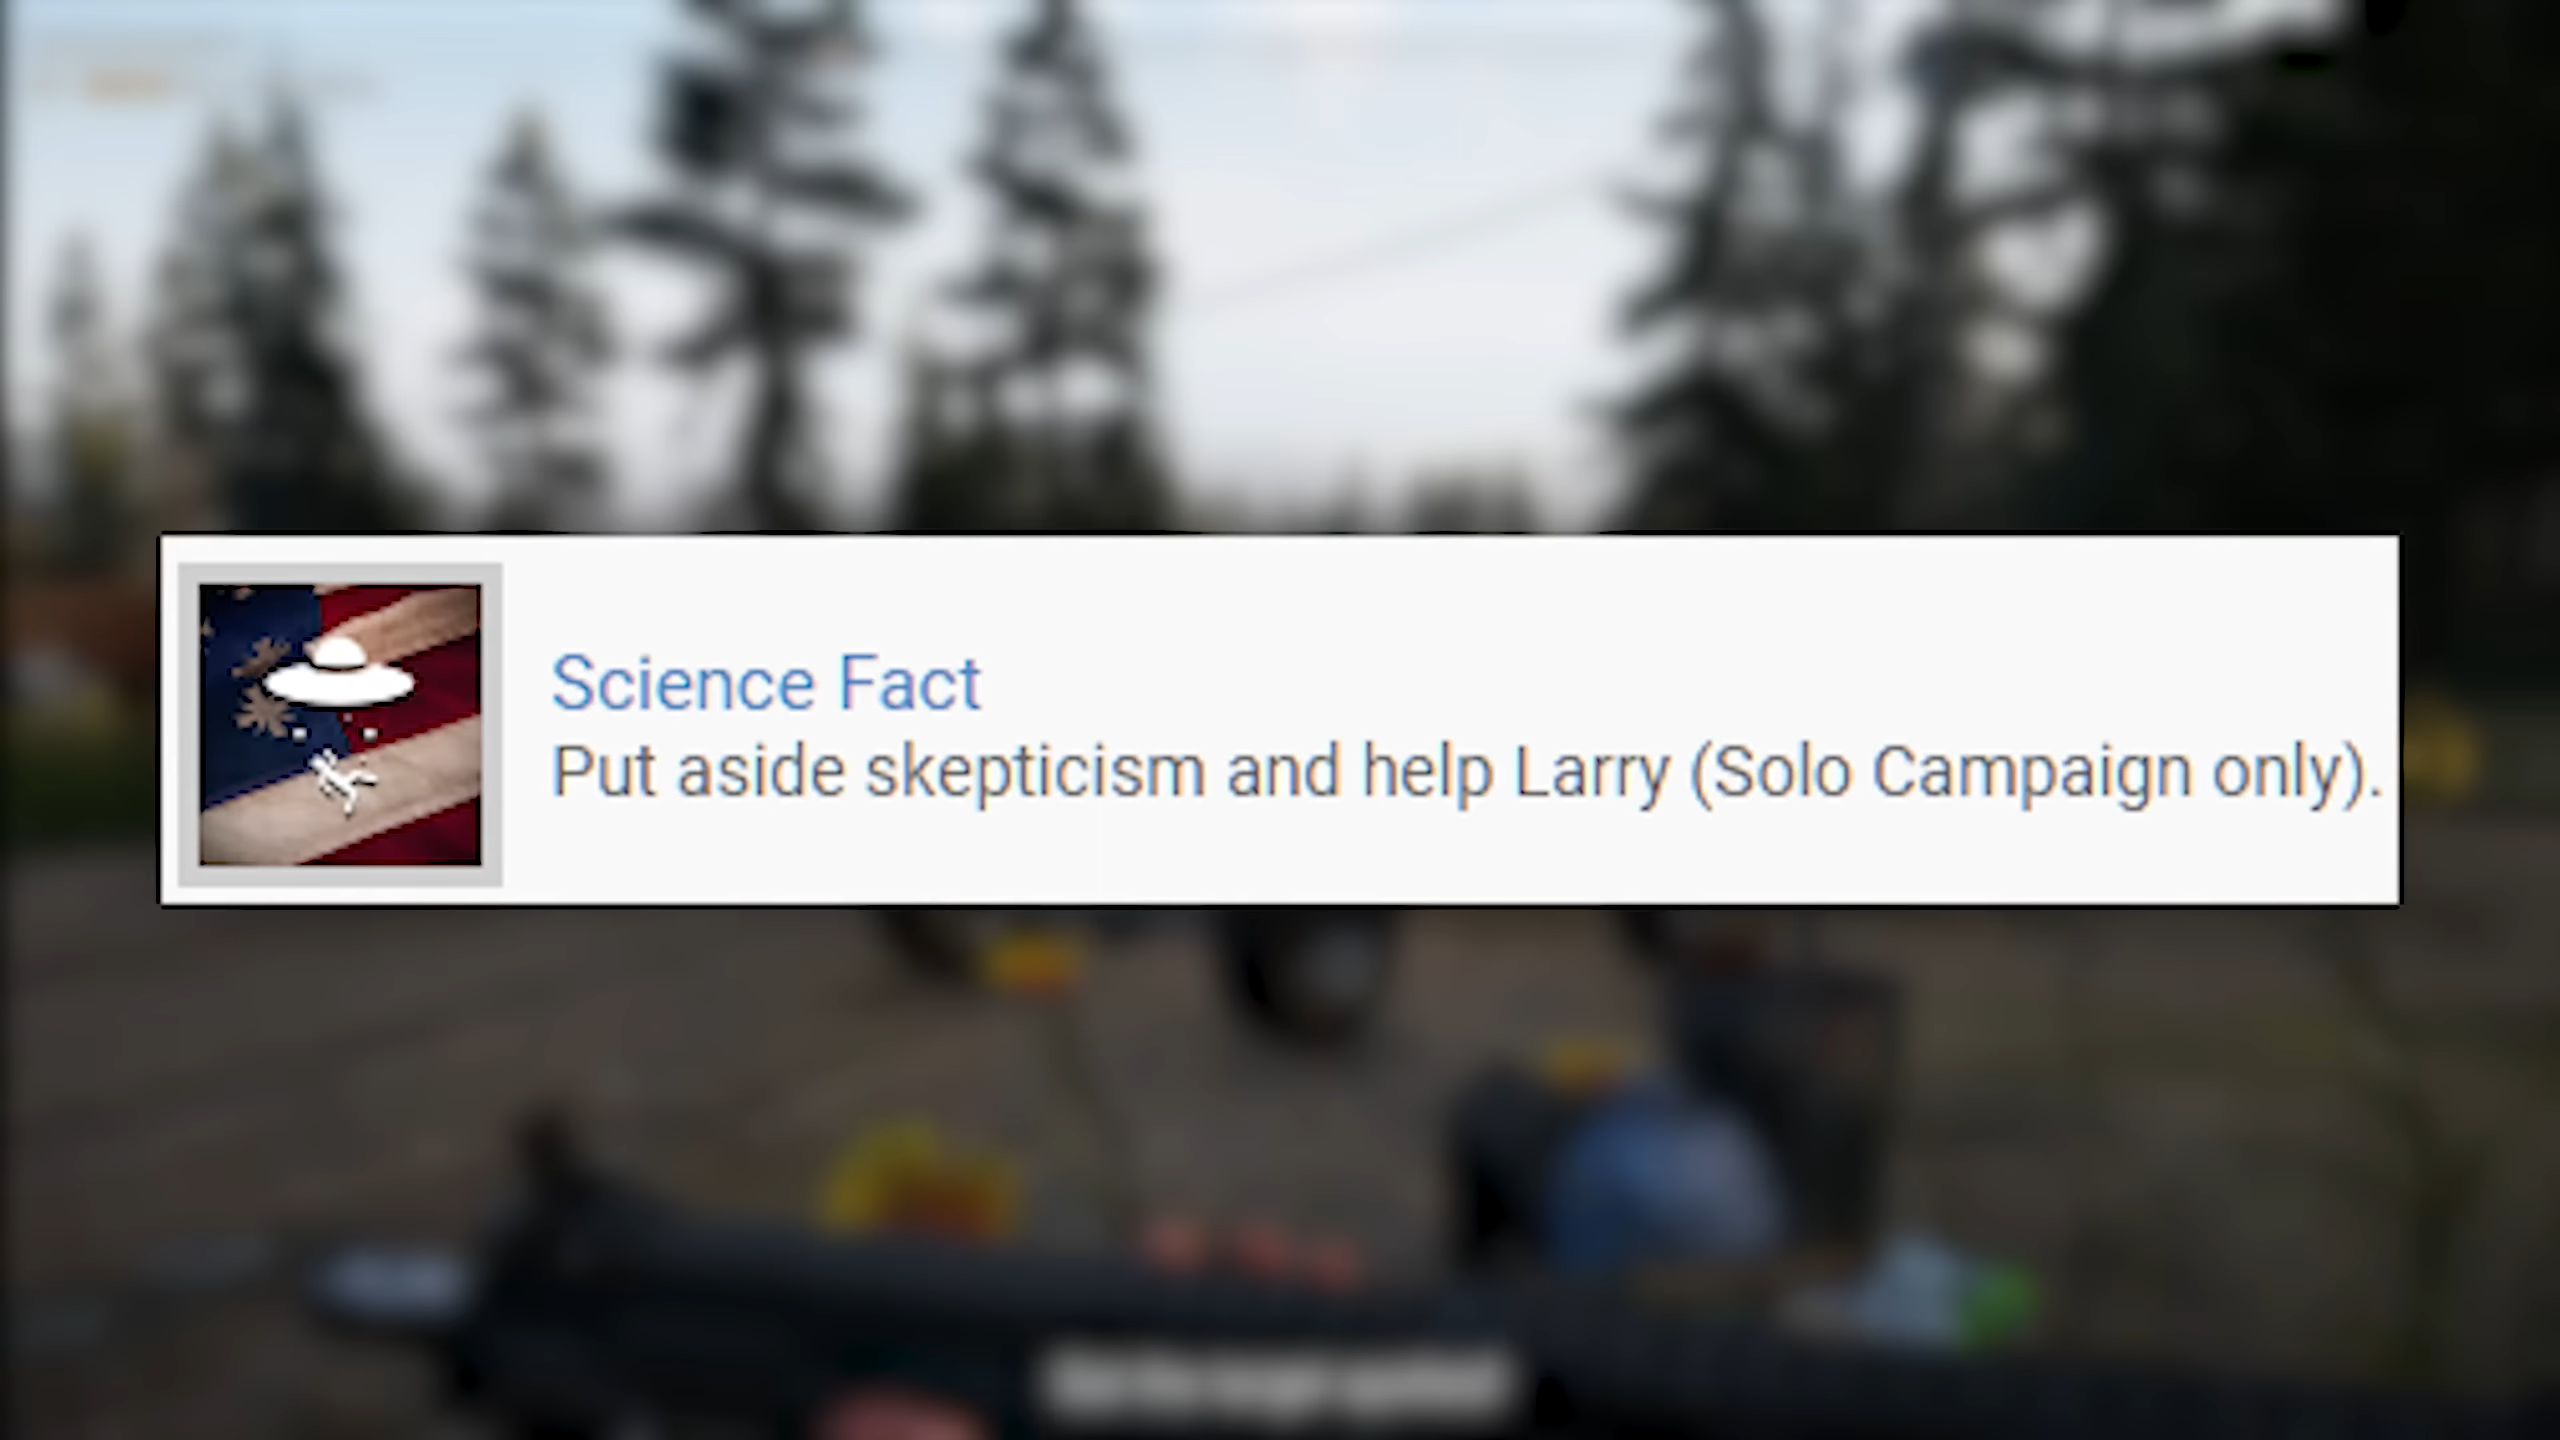 Science Fact
Put aside skepticism and help Larry (Solo Campaign only).